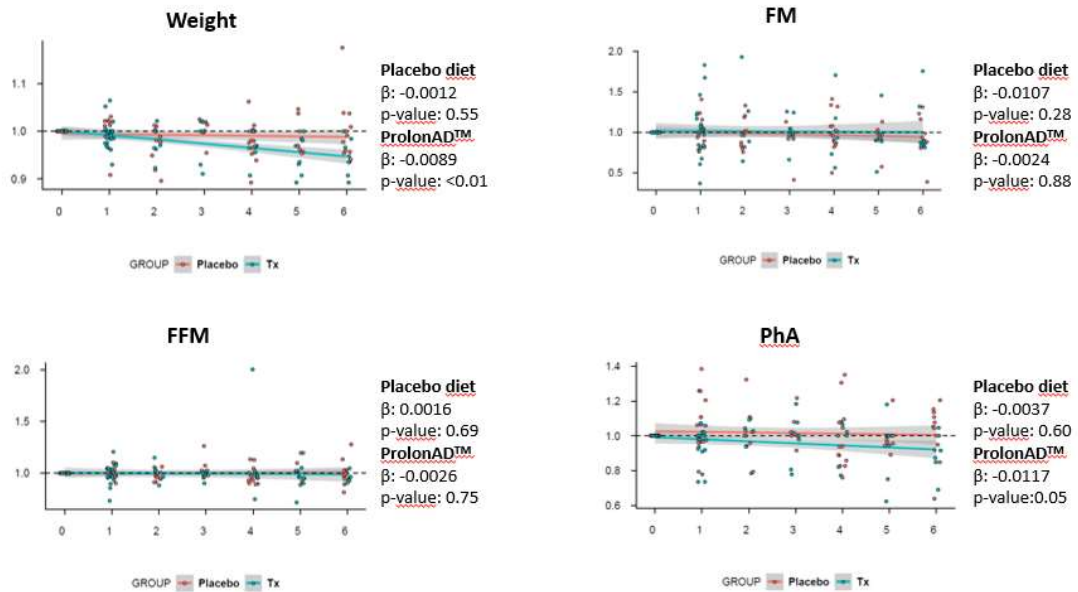 Weight
1.1
1.0
0.9
0 1 2 3 4 5 6
GROUP Placebo Tx
Placebo diet
β: -0.0012
p-value: 0.55
ProlonAD™
β: -0.0089
p-value: <0.01
FM
2.0
1.5
1.0
0.5
0 1 2 3 4 5 6
GROUP Placebo Tx
Placebo diet
β: -0.0107
p-value: 0.28
ProlonAD™
β: -0.0024
p-value: 0.88
FFM
2.0
1.5
1.0
0 1 2 3 4 5 6
GROUP Placebo Tx
Placebo diet
β: 0.0016
p-value: 0.69
ProlonAD™
β: -0.0026
p-value: 0.75
PhA
1.4
1.2
1.0
0.8
0.6
0 1 2 3 4 5 6
GROUP Placebo Tx
Placebo diet
β: -0.0037
p-value: 0.60
ProlonAD™
β: -0.0117
p-value:0.05